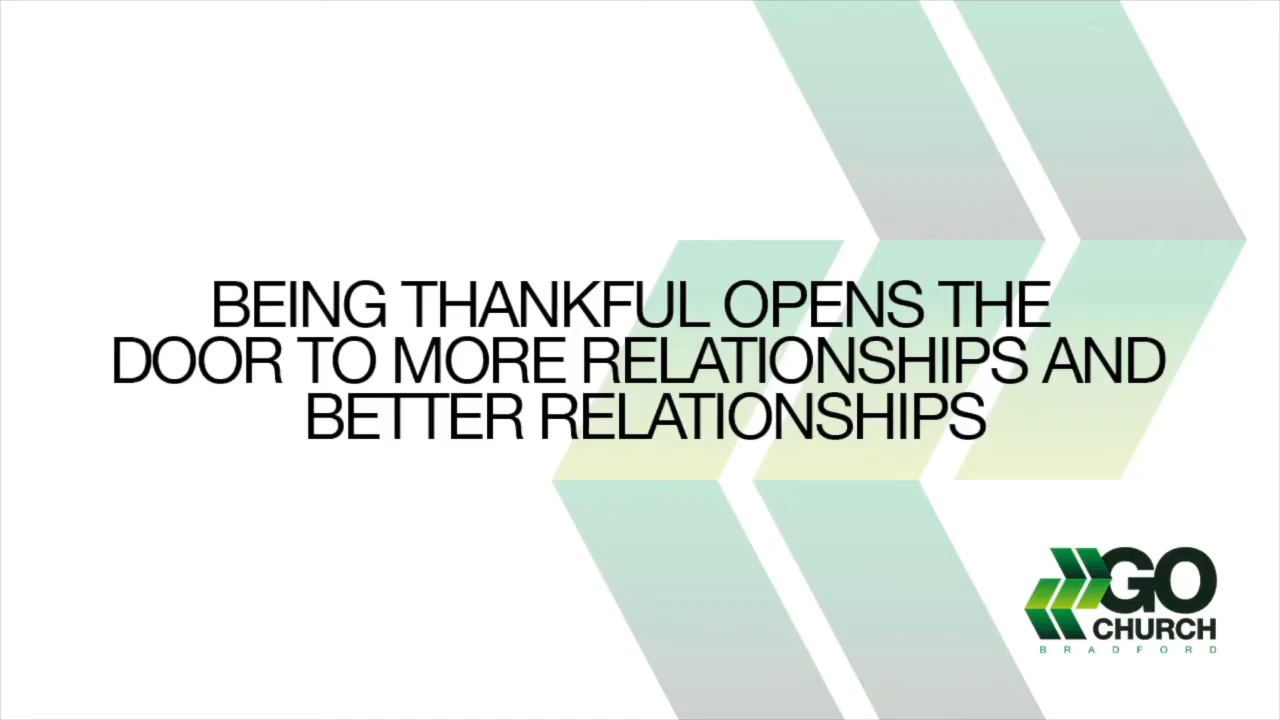 BEING THANKFUL OPENS THE
DOOR TO MORE RELATIONSHIPS AND
BETTER RELATIONSHIPS
GO
CHURCH
BRADFORD